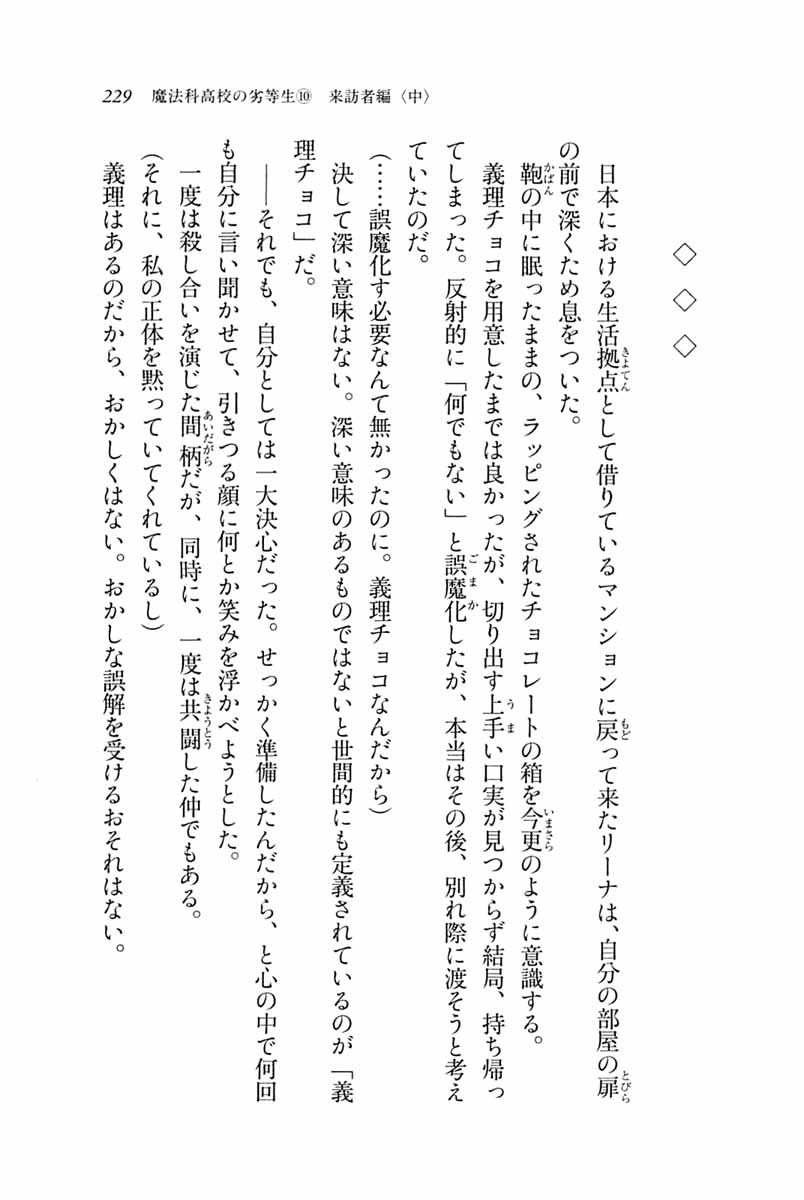 229　魔法科高校の劣等生⑩　来訪者編〈中〉
◇　◇　◇
　日本における生活拠点として借りているマンションに戻って来たリーナは、自分の部屋の扉
の前で深くため息をついた。
　鞄の中に眠ったままの、ラッピングされたチョコレートの箱を今更のように意識する。
　義理チョコを用意したまでは良かったが、切り出す上手い口実が見つからず結局、持ち帰っ
てしまった。反射的に「何でもない」と誤魔化したが、本当はその後、別れ際に渡そうと考え
ていたのだ。
（……誤魔化す必要なんて無かったのに。義理チョコなんだから）
　決して深い意味はない。深い意味のあるものではないと世間的にも定義されているのが「義
理チョコ」だ。
　――それでも、自分としては一大決心だった。せっかく準備したんだから、と心の中で何回
も自分に言い聞かせて、引きつる顔に何とか笑みを浮かべようとした。
　一度は殺し合いを演じた間柄だが、同時に、一度は共闘した仲でもある。
（それに、私の正体を黙っていてくれているし）
　義理はあるのだから、おかしくはない。おかしな誤解を受けるおそれはない。